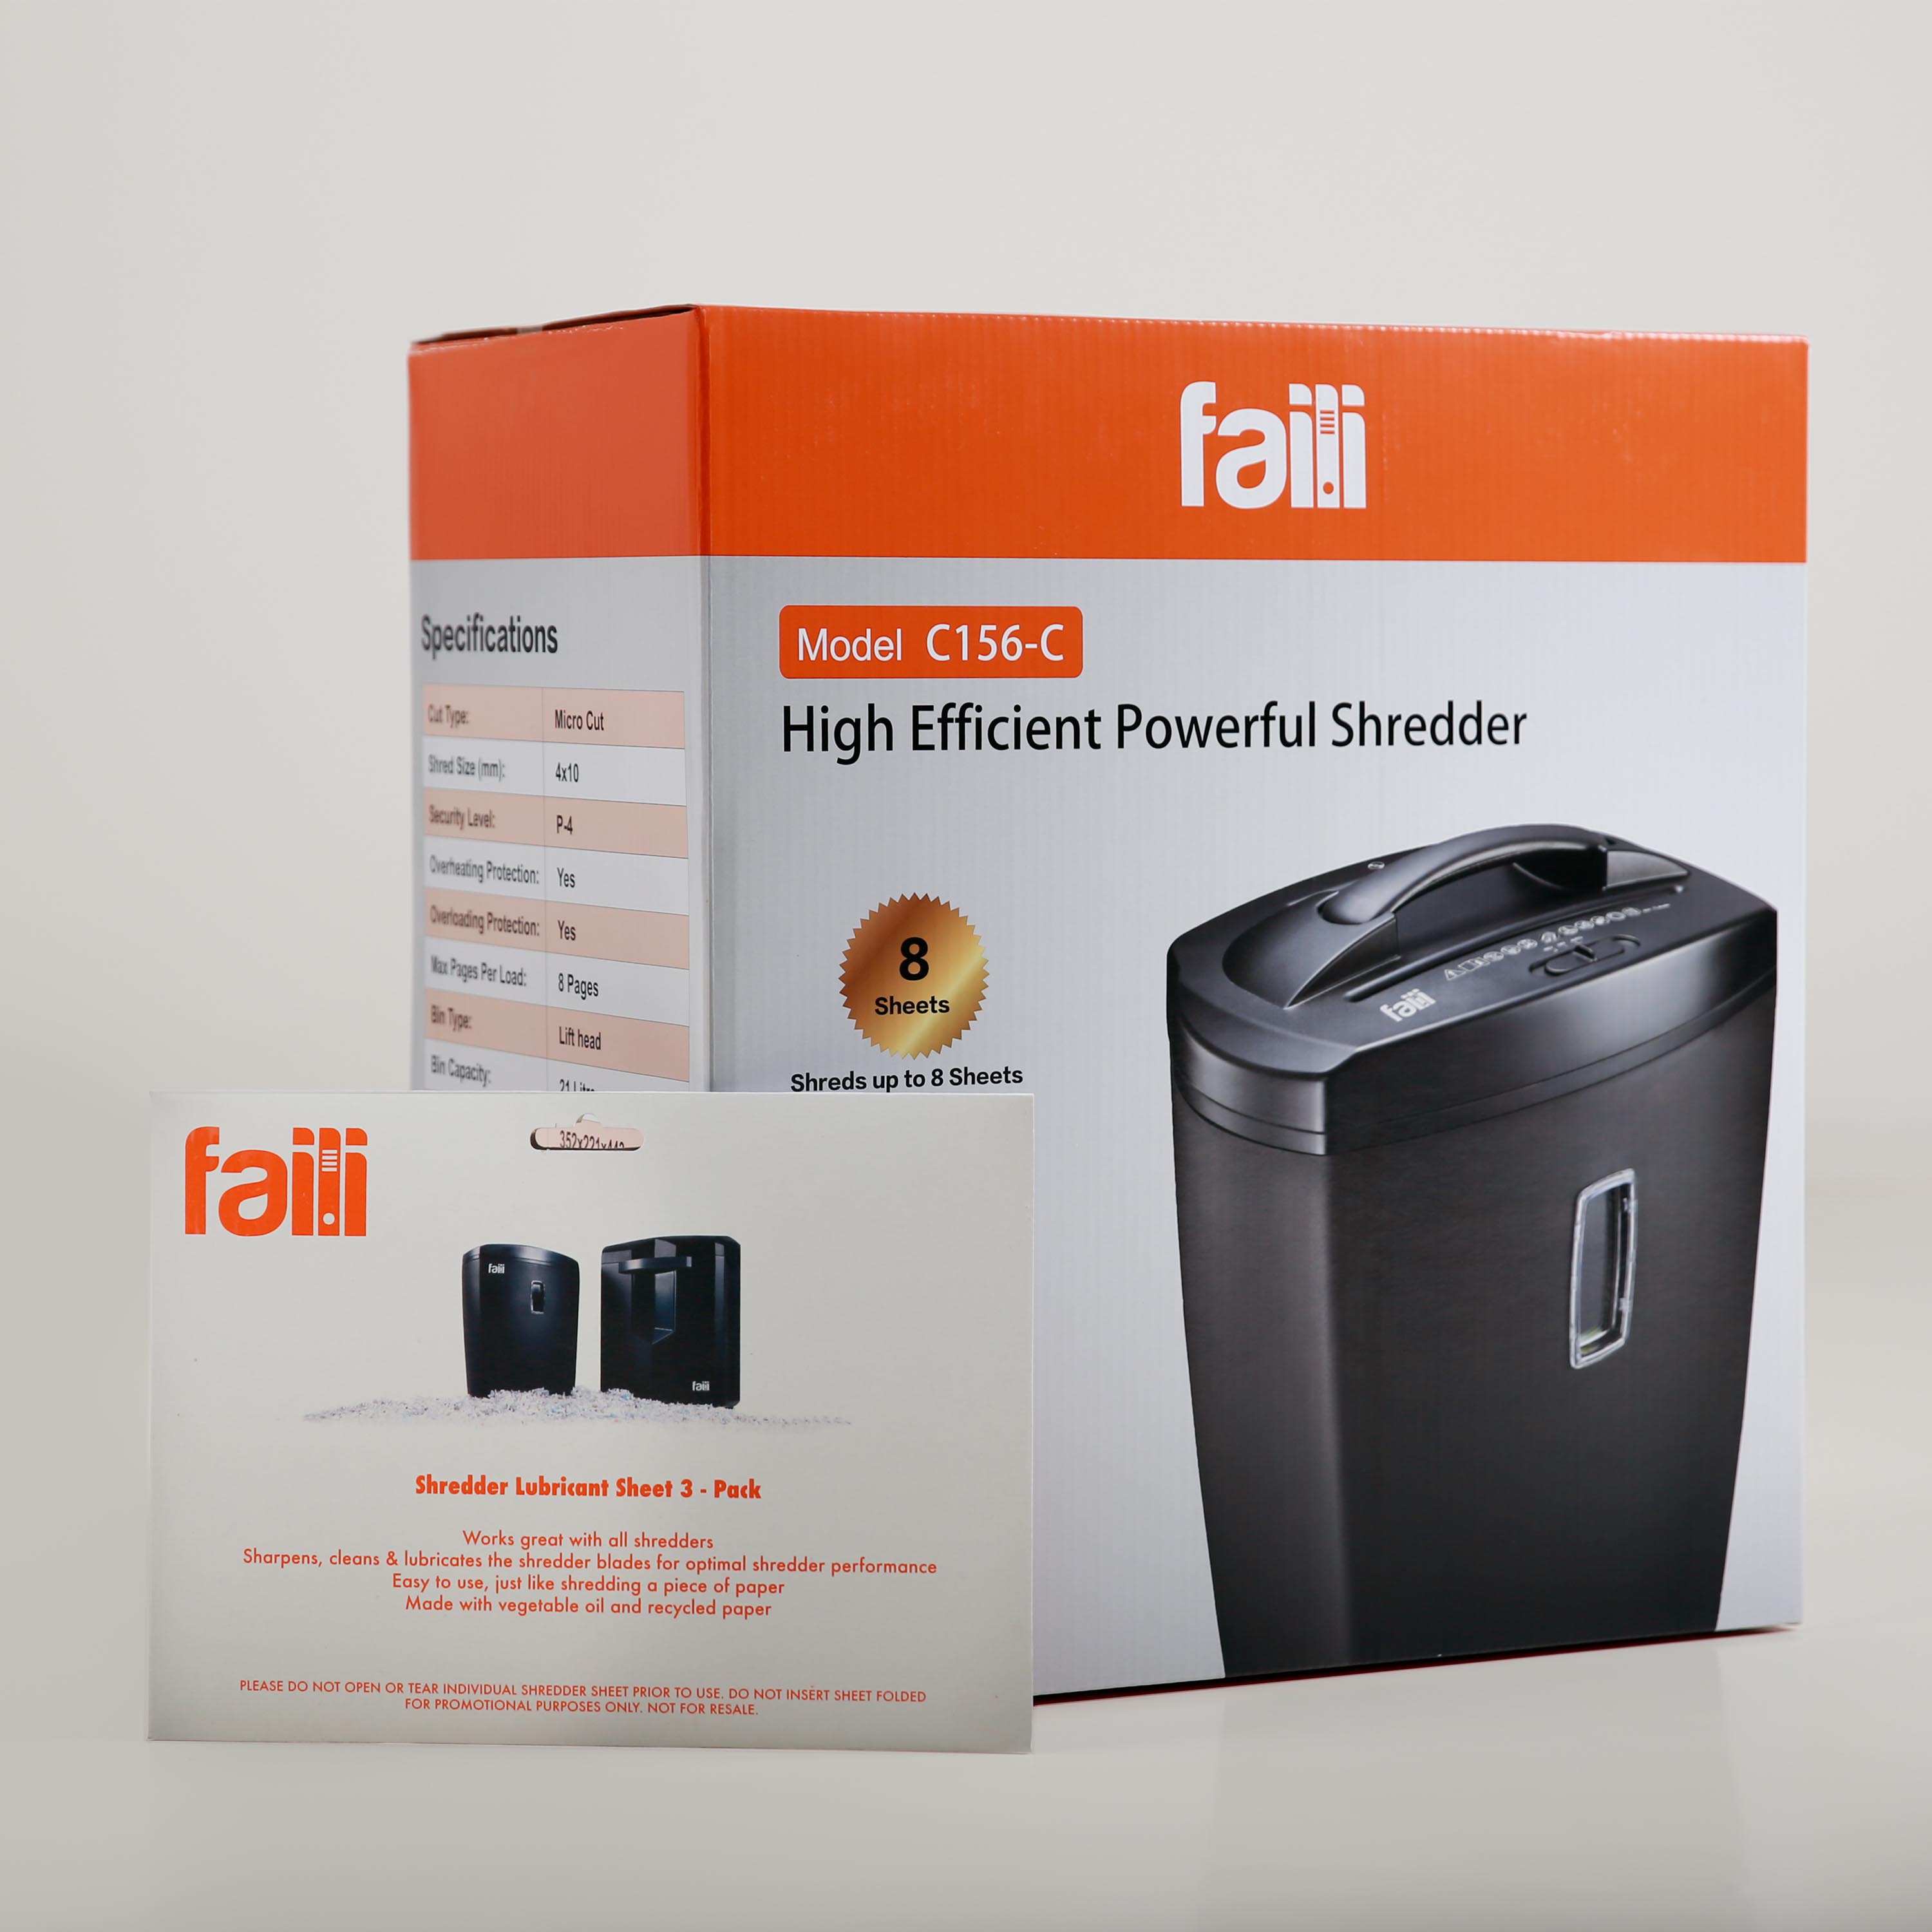 faili
Specifications
Cut Type: Micro Cut
Shred Size (mm): 4x10
Security Level: P-4
Overheating Protection: Yes
Overloading Protection: Yes
Max Pages Per Load: 8 Pages
Bin Type: Lift head
Bin Capacity: 21
Model C156-C
High Efficient Powerful Shredder
8
Sheets
Shreds up to 8 Sheets
faili
faili
352x221x442
faili
faili
Shredder Lubricant Sheet 3 - Pack
Works great with all shredders
Sharpens, cleans & lubricates the shredder blades for optimal shredder performance
Easy to use, just like shredding a piece of paper
Made with vegetable oil and recycled paper
PLEASE DO NOT OPEN OR TEAR INDIVIDUAL SHREDDER SHEET PRIOR TO USE. DO NOT INSERT SHEET FOLDED
FOR PROMOTIONAL PURPOSES ONLY. NOT FOR RESALE.